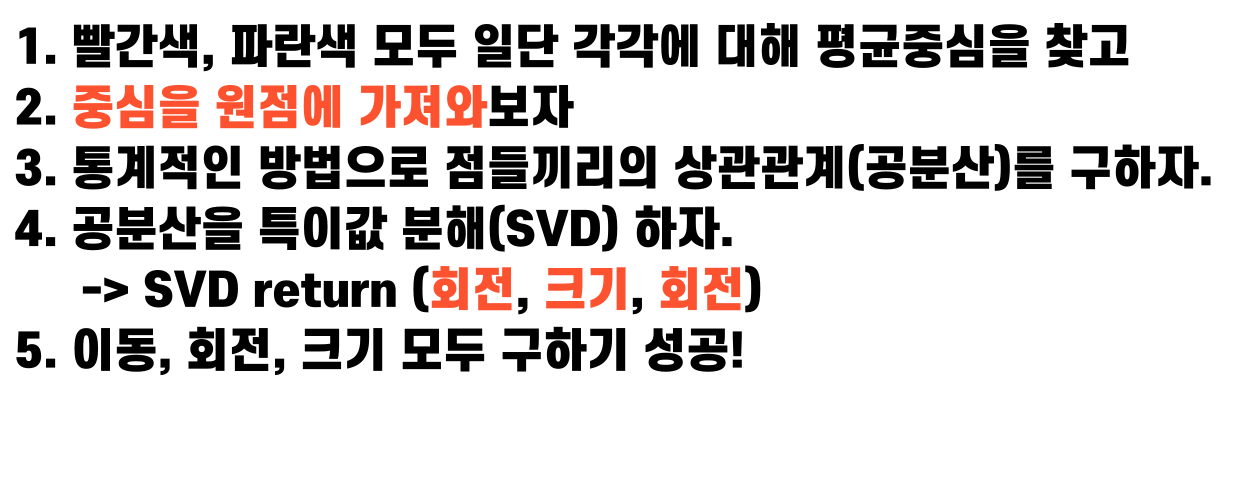 1. 빨간색, 파란색 모두 일단 각각에 대해 평균중심을 찾고
2. 중심을 원점에 가져와보자
3. 통계적인 방법으로 점들끼리의 상관관계(공분산)를 구하자.
4. 공분산을 특이값 분해(SVD) 하자.
-> SVD return (회전, 크기, 회전)
5. 이동, 회전, 크기 모두 구하기 성공!